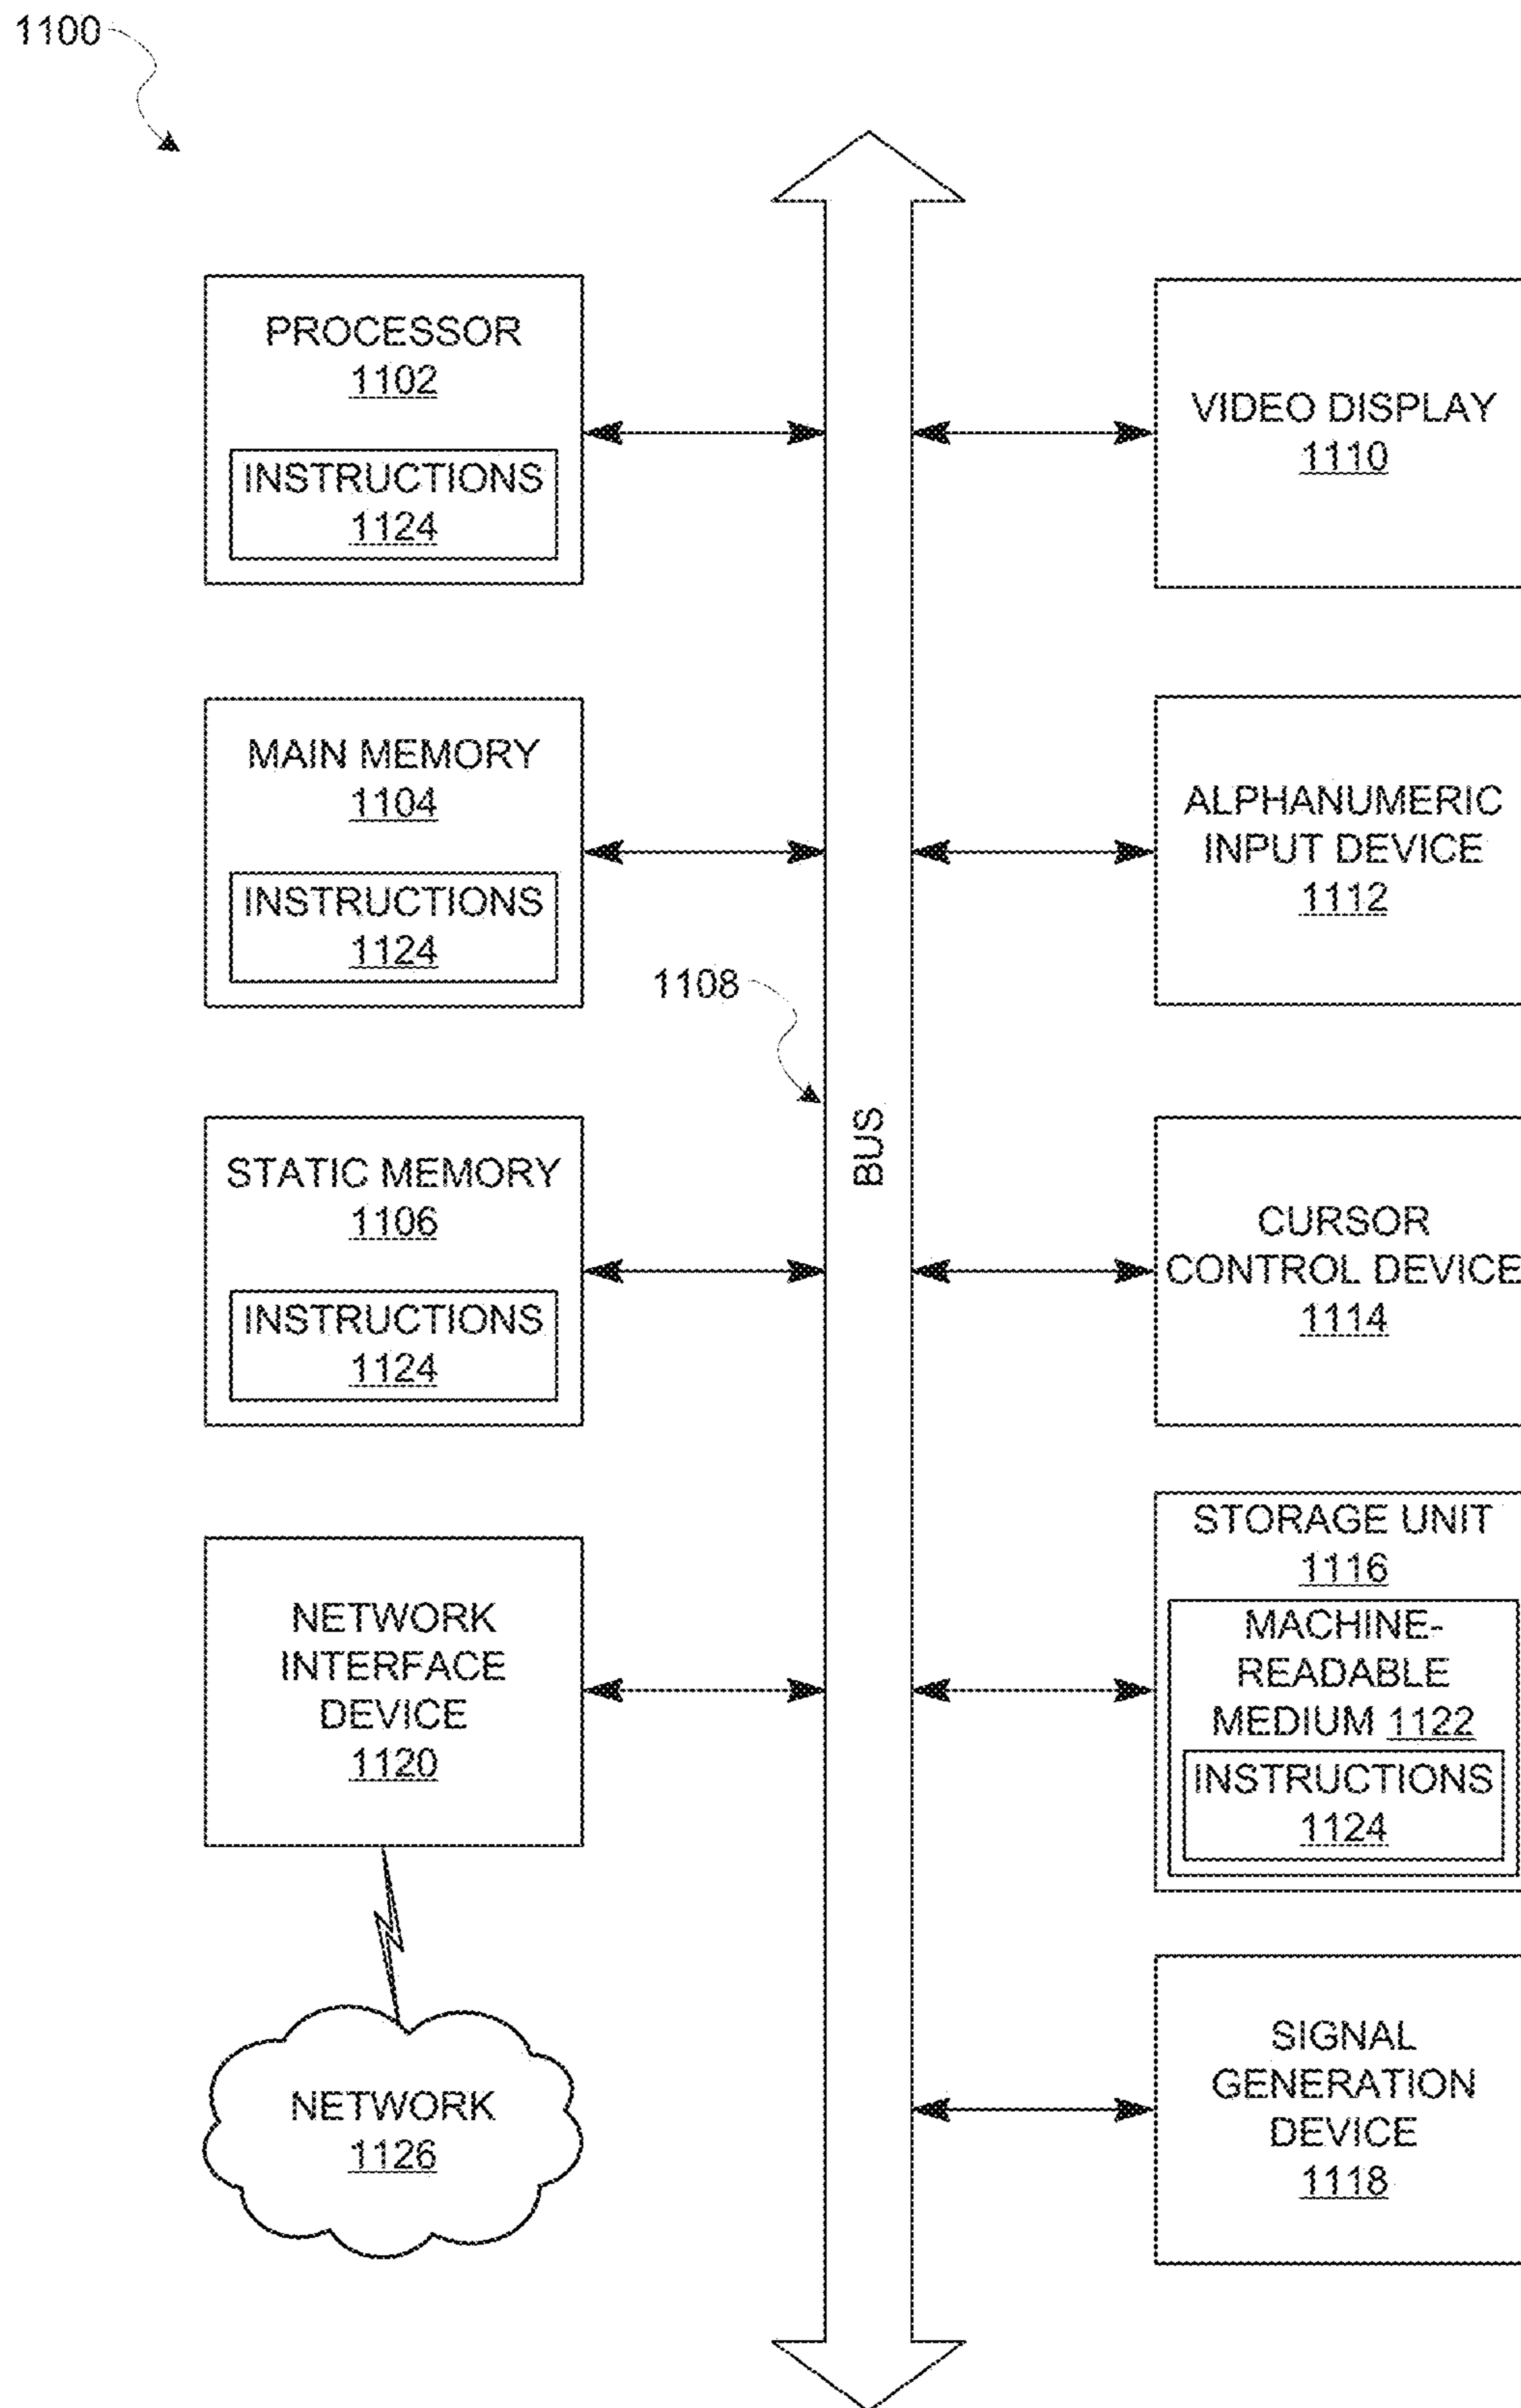 1100
PROCESSOR
1102
INSTRUCTIONS
1124
MAIN MEMORY
1104
INSTRUCTIONS
1124
1108
STATIC MEMORY
1106
INSTRUCTIONS
1124
NETWORK
INTERFACE
DEVICE
1120
NETWORK
1126
BUS
VIDEO DISPLAY
1110
ALPHANUMERIC
INPUT DEVICE
1112
CURSOR
CONTROL DEVICE
1114
STORAGE UNIT
1116
MACHINE-
READABLE
MEDIUM 1122
INSTRUCTIONS
1124
SIGNAL
GENERATION
DEVICE
1118